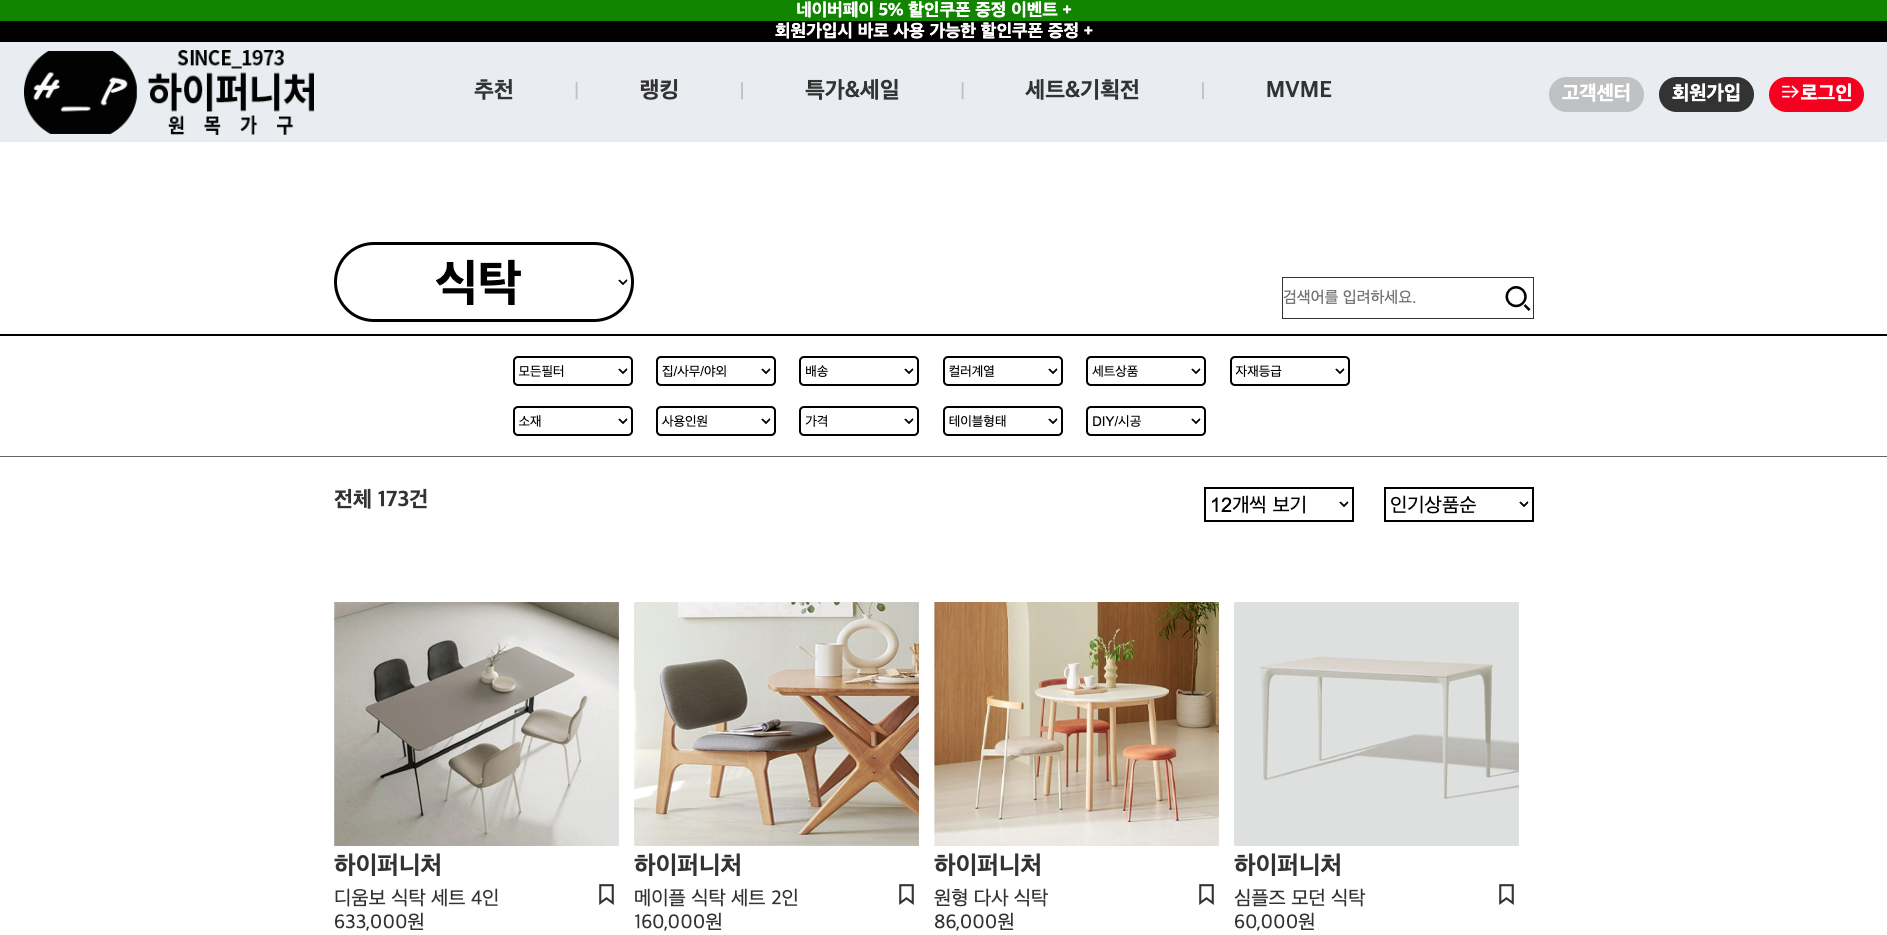 네이버페이 5% 할인쿠폰 증정 이벤트 +
회원가입시 바로 사용 가능한 할인쿠폰 증정 +
H_P
SINCE_1973
하이퍼니처
원 목 가 구
추천 | 랭킹 | 특가&세일 | 세트&기획전 | MVME
고객센터 회원가입 로그인
식탁
검색어를 입려하세요.
모든필터 집/사무/야외 배송 컬러계열 세트상품 자재등급
소재 사용인원 가격 테이블형태 DIY/시공
전체 173건 12개씩 보기 인기상품순
하이퍼니처 하이퍼니처 하이퍼니처 하이퍼니처
디움보 식탁 세트 4인 메이플 식탁 세트 2인 원형 다사 식탁 심플즈 모던 식탁
633,000원 160,000원 86,000원 60,000원